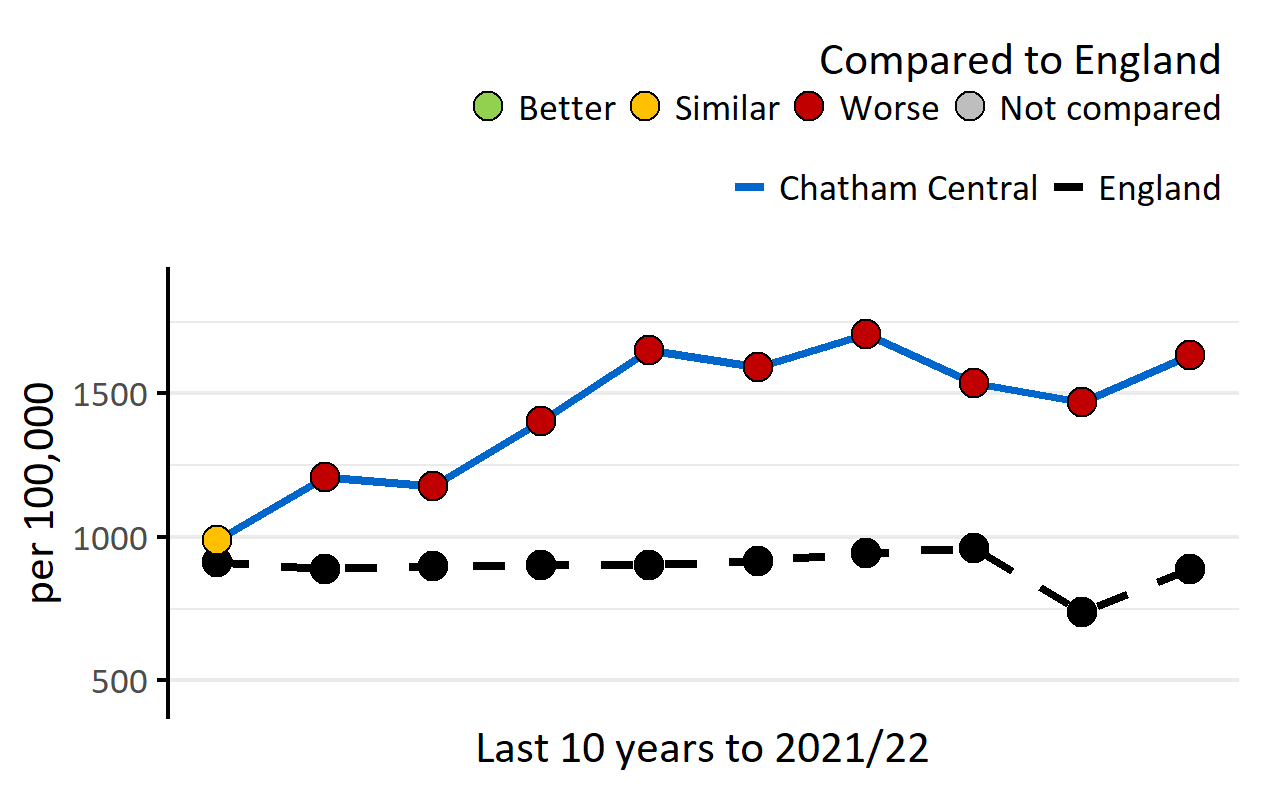 Compared to England
Better Similar Worse Not compared
Chatham Central England
per 100,000
1500
1000
500
Last 10 years to 2021/22